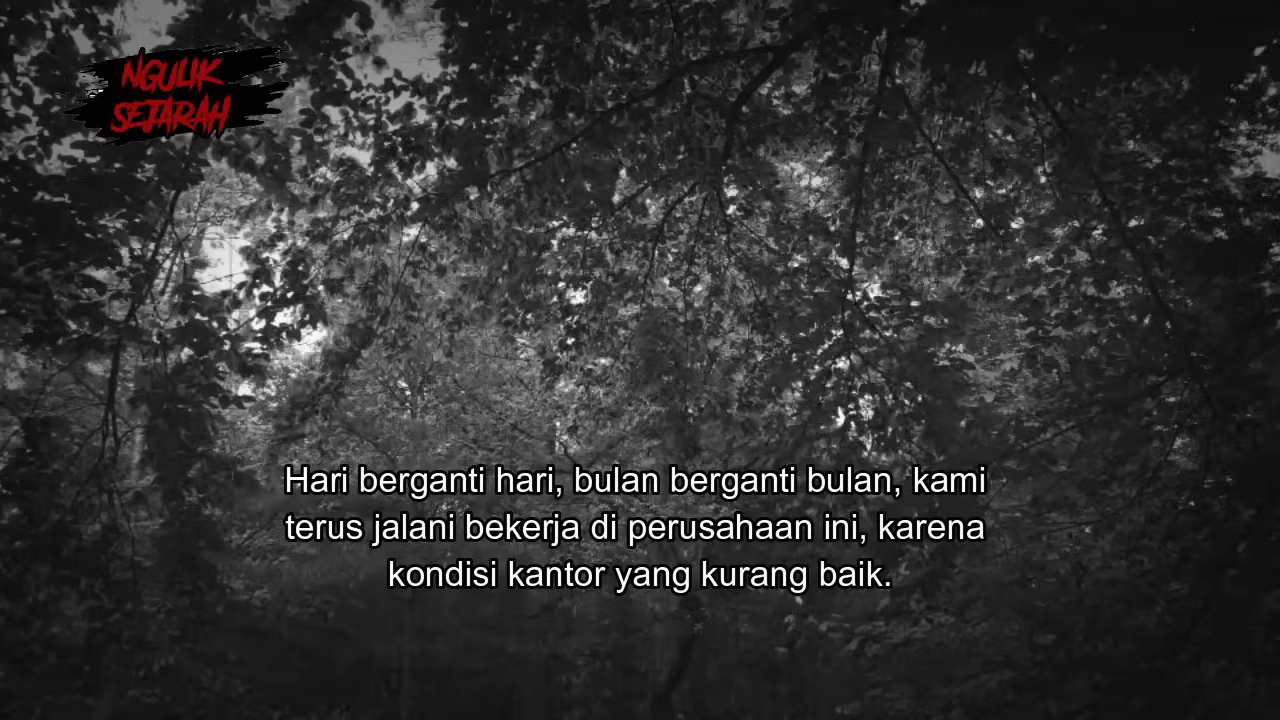 NGULIK
SEJARAH
Hari berganti hari, bulan berganti bulan, kami
terus jalani bekerja di perusahaan ini, karena
kondisi kantor yang kurang baik.